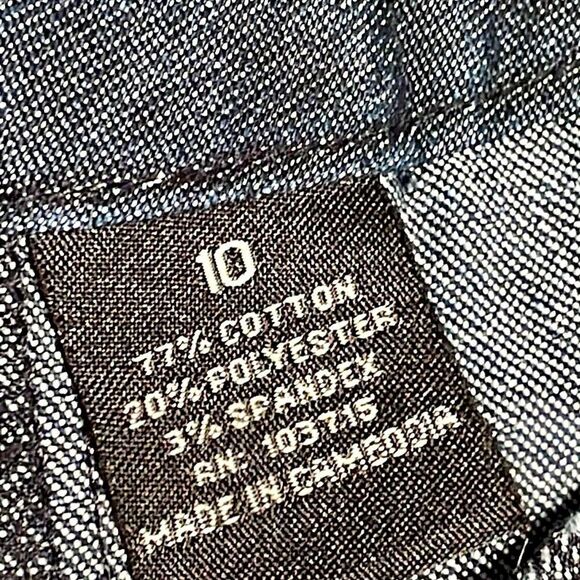 10
77% COTTON
20% POLYESTER
3% SPANDEX
RN. 103715
MADE IN CAMBODIA